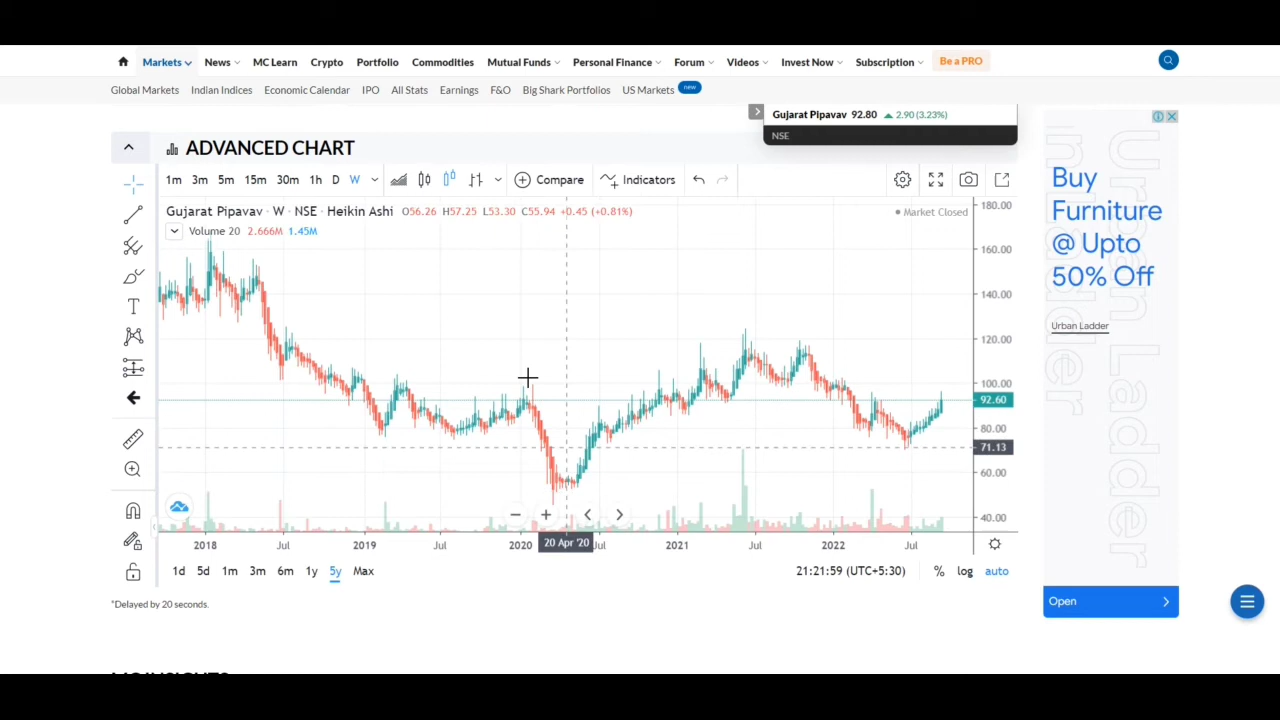 Markets News MC Learn Crypto Portfolio Commodities Mutual Funds Personal Finance Forum Videos Invest Now Subscription Be a PRO
Global Markets Indian Indices Economic Calendar IPO All Stats Earnings F&O Big Shark Portfolios US Markets new
Gujarat Pipavav 92.80 2.90 (3.23%)
NSE
ADVANCED CHART
1m 3m 5m 15m 30m 1h D W Compare Indicators
Gujarat Pipavav · W · NSE · Heikin Ashi O56.26 H57.25 L53.30 C55.94 +0.45 (+0.81%)
Market Closed
Volume 20 2.666M 1.45M
180.00
160.00
140.00
120.00
100.00
92.60
80.00
71.13
60.00
40.00
2018 Jul 2019 Jul 2020 20 Apr '20 Jul 2021 Jul 2022 Jul
1d 5d 1m 3m 6m 1y 5y Max 21:21:59 (UTC+5:30) % log auto
*Delayed by 20 seconds.
Buy
Furniture
@ Upto
50% Off
Urban Ladder
Open